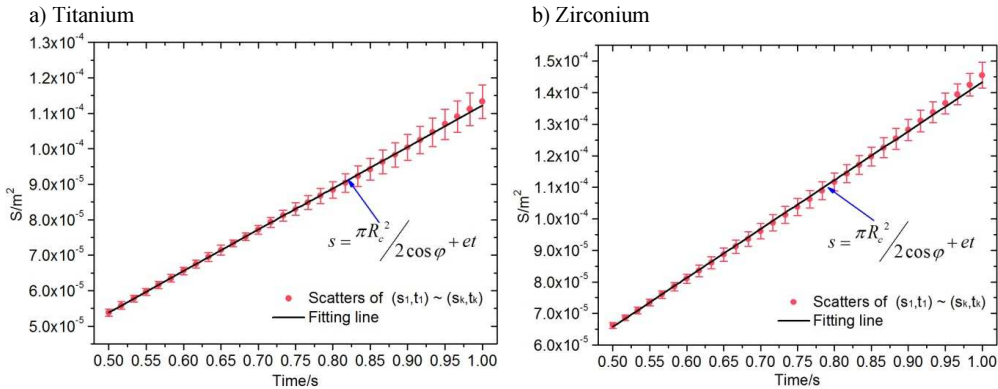 a) Titanium
1.3x10⁻⁴
1.2x10⁻⁴
1.1x10⁻⁴
1.0x10⁻⁴
9.0x10⁻⁵
8.0x10⁻⁵
7.0x10⁻⁵
6.0x10⁻⁵
5.0x10⁻⁵
S/m²
s = πR_c²/2cosφ + et
Scatters of (s₁,t₁) ~ (sₖ,tₖ)
Fitting line
0.50 0.55 0.60 0.65 0.70 0.75 0.80 0.85 0.90 0.95 1.00
Time/s
b) Zirconium
1.5x10⁻⁴
1.4x10⁻⁴
1.3x10⁻⁴
1.2x10⁻⁴
1.1x10⁻⁴
1.0x10⁻⁴
9.0x10⁻⁵
8.0x10⁻⁵
7.0x10⁻⁵
6.0x10⁻⁵
S/m²
s = πR_c²/2cosφ + et
Scatters of (s₁,t₁) ~ (sₖ,tₖ)
Fitting line
0.50 0.55 0.60 0.65 0.70 0.75 0.80 0.85 0.90 0.95 1.00
Time/s